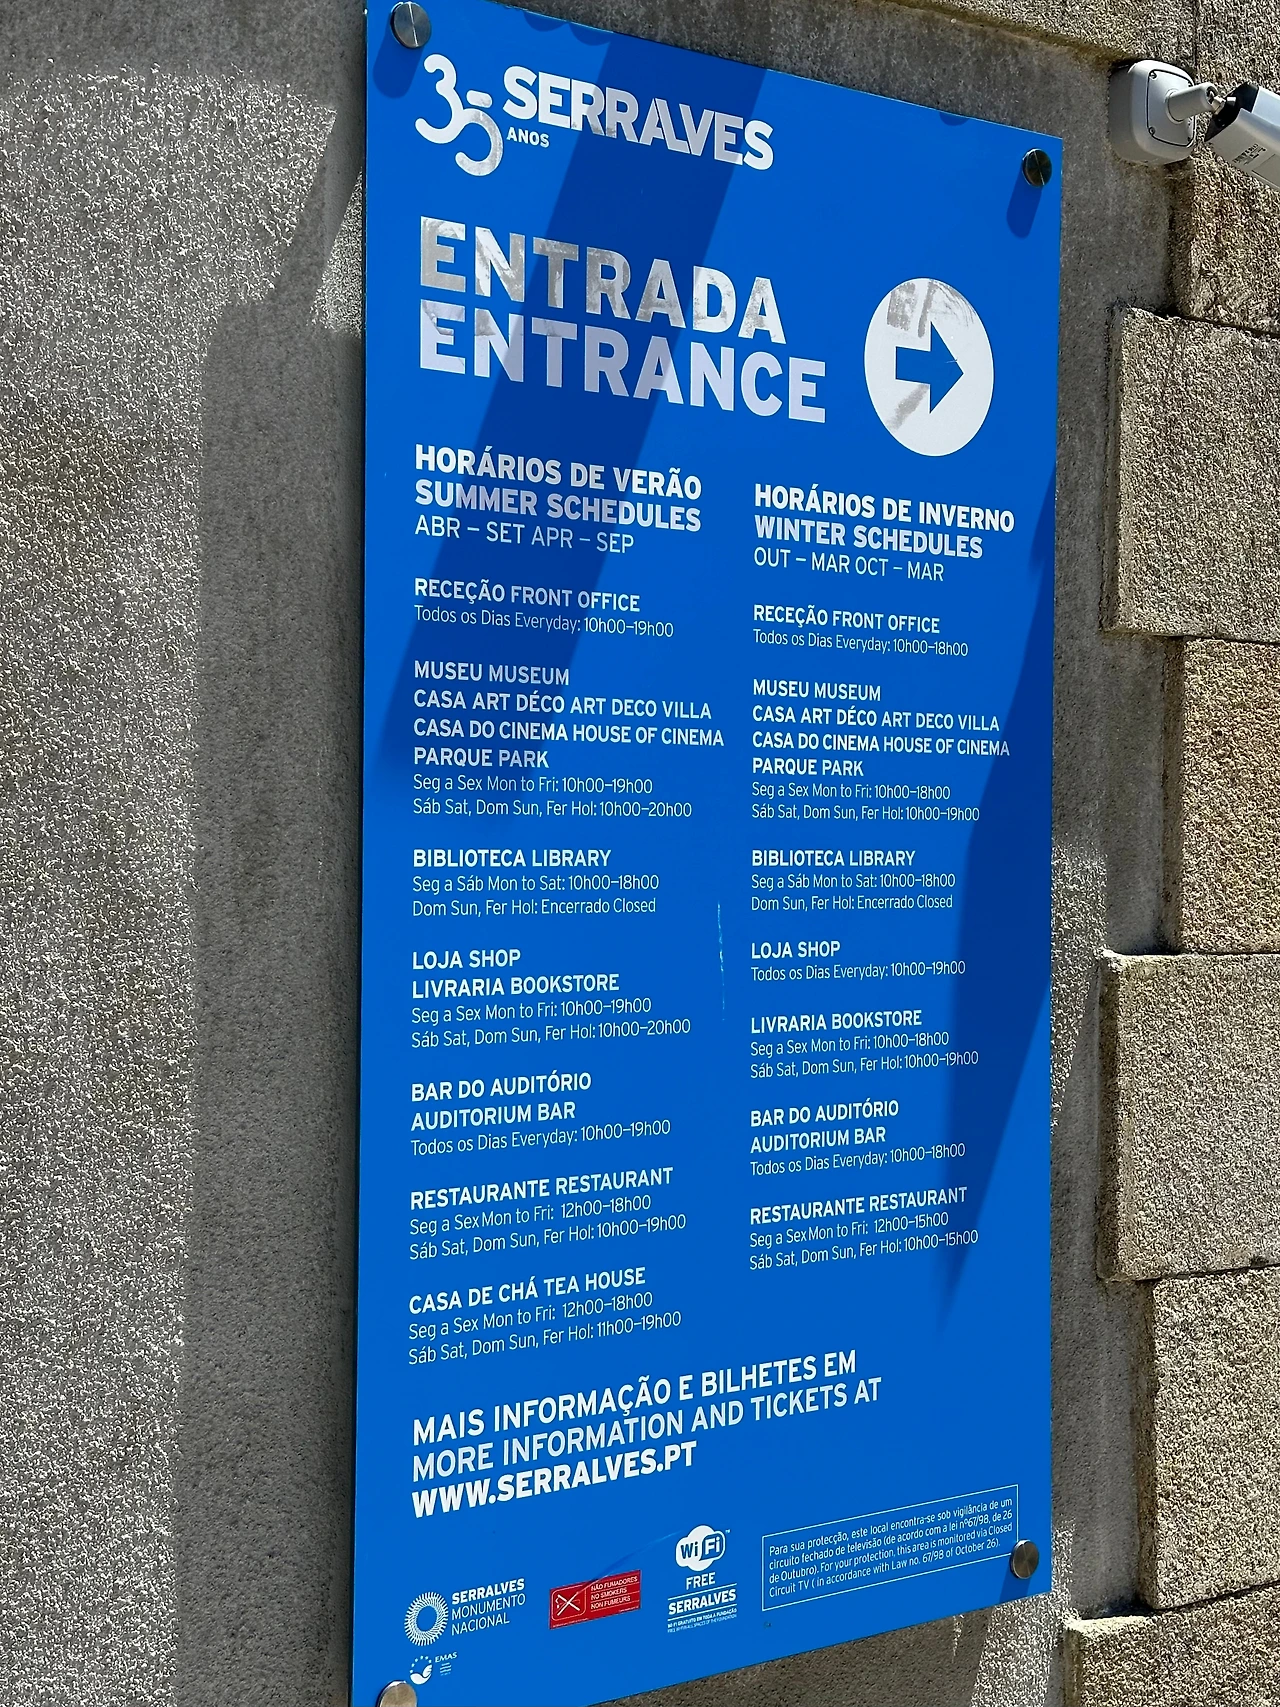 35 ANOS SERRALVES
ENTRADA
ENTRANCE
HORÁRIOS DE VERÃO
SUMMER SCHEDULES
ABR – SET APR – SEP
RECEÇÃO FRONT OFFICE
Todos os Dias Everyday: 10h00–19h00
MUSEU MUSEUM
CASA ART DÉCO ART DECO VILLA
CASA DO CINEMA HOUSE OF CINEMA
PARQUE PARK
Seg a Sex Mon to Fri: 10h00–19h00
Sáb Sat, Dom Sun, Fer Hol: 10h00–20h00
BIBLIOTECA LIBRARY
Seg a Sáb Mon to Sat: 10h00–18h00
Dom Sun, Fer Hol: Encerrado Closed
LOJA SHOP
LIVRARIA BOOKSTORE
Seg a Sex Mon to Fri: 10h00–19h00
Sáb Sat, Dom Sun, Fer Hol: 10h00–20h00
BAR DO AUDITÓRIO
AUDITORIUM BAR
Todos os Dias Everyday: 10h00–19h00
RESTAURANTE RESTAURANT
Seg a Sex Mon to Fri: 12h00–18h00
Sáb Sat, Dom Sun, Fer Hol: 10h00–19h00
CASA DE CHÁ TEA HOUSE
Seg a Sex Mon to Fri: 12h00–18h00
Sáb Sat, Dom Sun, Fer Hol: 11h00–19h00
HORÁRIOS DE INVERNO
WINTER SCHEDULES
OUT – MAR OCT – MAR
RECEÇÃO FRONT OFFICE
Todos os Dias Everyday: 10h00–18h00
MUSEU MUSEUM
CASA ART DÉCO ART DECO VILLA
CASA DO CINEMA HOUSE OF CINEMA
PARQUE PARK
Seg a Sex Mon to Fri: 10h00–18h00
Sáb Sat, Dom Sun, Fer Hol: 10h00–19h00
BIBLIOTECA LIBRARY
Seg a Sáb Mon to Sat: 10h00–18h00
Dom Sun, Fer Hol: Encerrado Closed
LOJA SHOP
Todos os Dias Everyday: 10h00–19h00
LIVRARIA BOOKSTORE
Seg a Sex Mon to Fri: 10h00–18h00
Sáb Sat, Dom Sun, Fer Hol: 10h00–19h00
BAR DO AUDITÓRIO
AUDITORIUM BAR
Todos os Dias Everyday: 10h00–18h00
RESTAURANTE RESTAURANT
Seg a Sex Mon to Fri: 12h00–15h00
Sáb Sat, Dom Sun, Fer Hol: 10h00–15h00
MAIS INFORMAÇÃO E BILHETES EM
MORE INFORMATION AND TICKETS AT
WWW.SERRALVES.PT
SERRALVES
MONUMENTO
NACIONAL
EMAS
NÃO FUMADORES
NO SMOKERS
NON FUMEURS
Wi Fi
FREE
SERRALVES
Para sua protecção, este local encontra-se sob vigilância de um
circuito fechado de televisão (de acordo com a lei nº67/98, de 26
de Outubro). For your protection, this area is monitored via Closed
Circuit TV ( in accordance with Law no. 67/98 of October 26).